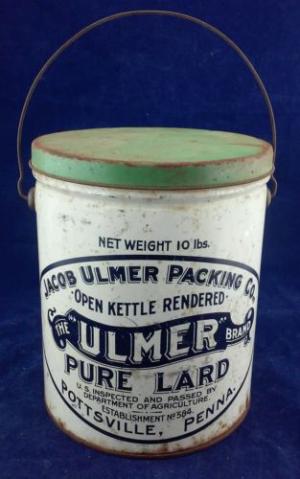 NET WEIGHT 10 lbs.
JACOB ULMER PACKING CO.
OPEN KETTLE RENDERED
THE "ULMER" BRAND
PURE LARD
U.S. INSPECTED AND PASSED BY
DEPARTMENT OF AGRICULTURE.
ESTABLISHMENT No 584.
POTTSVILLE, PENNA.